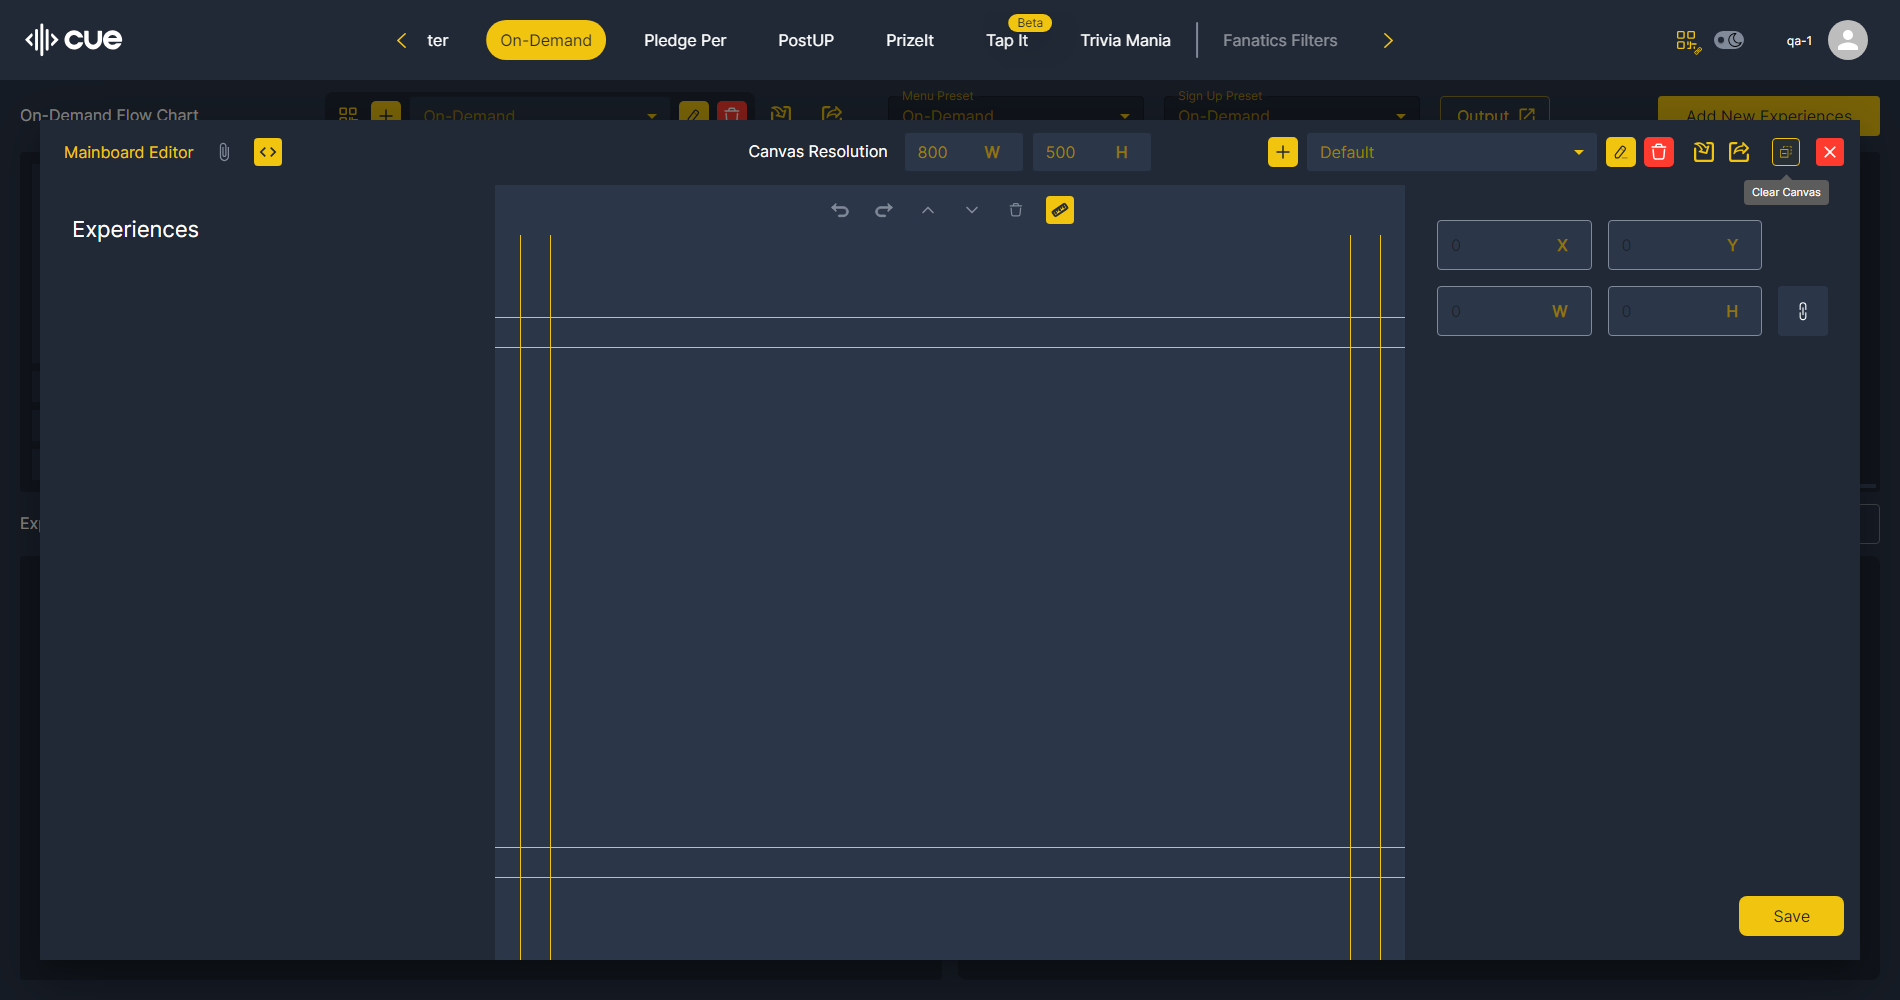 cue
ter
On-Demand
Pledge Per
PostUP
PrizeIt
Beta
Tap It
Trivia Mania
Fanatics Filters
qa-1
On-Demand Flow Chart
On-Demand
Menu Preset
On-Demand
Sign Up Preset
On-Demand
Output
Add New Experiences
Mainboard Editor
Canvas Resolution
800 W
500 H
Default
Clear Canvas
Experiences
0 X
0 Y
0 W
0 H
Exp
Save